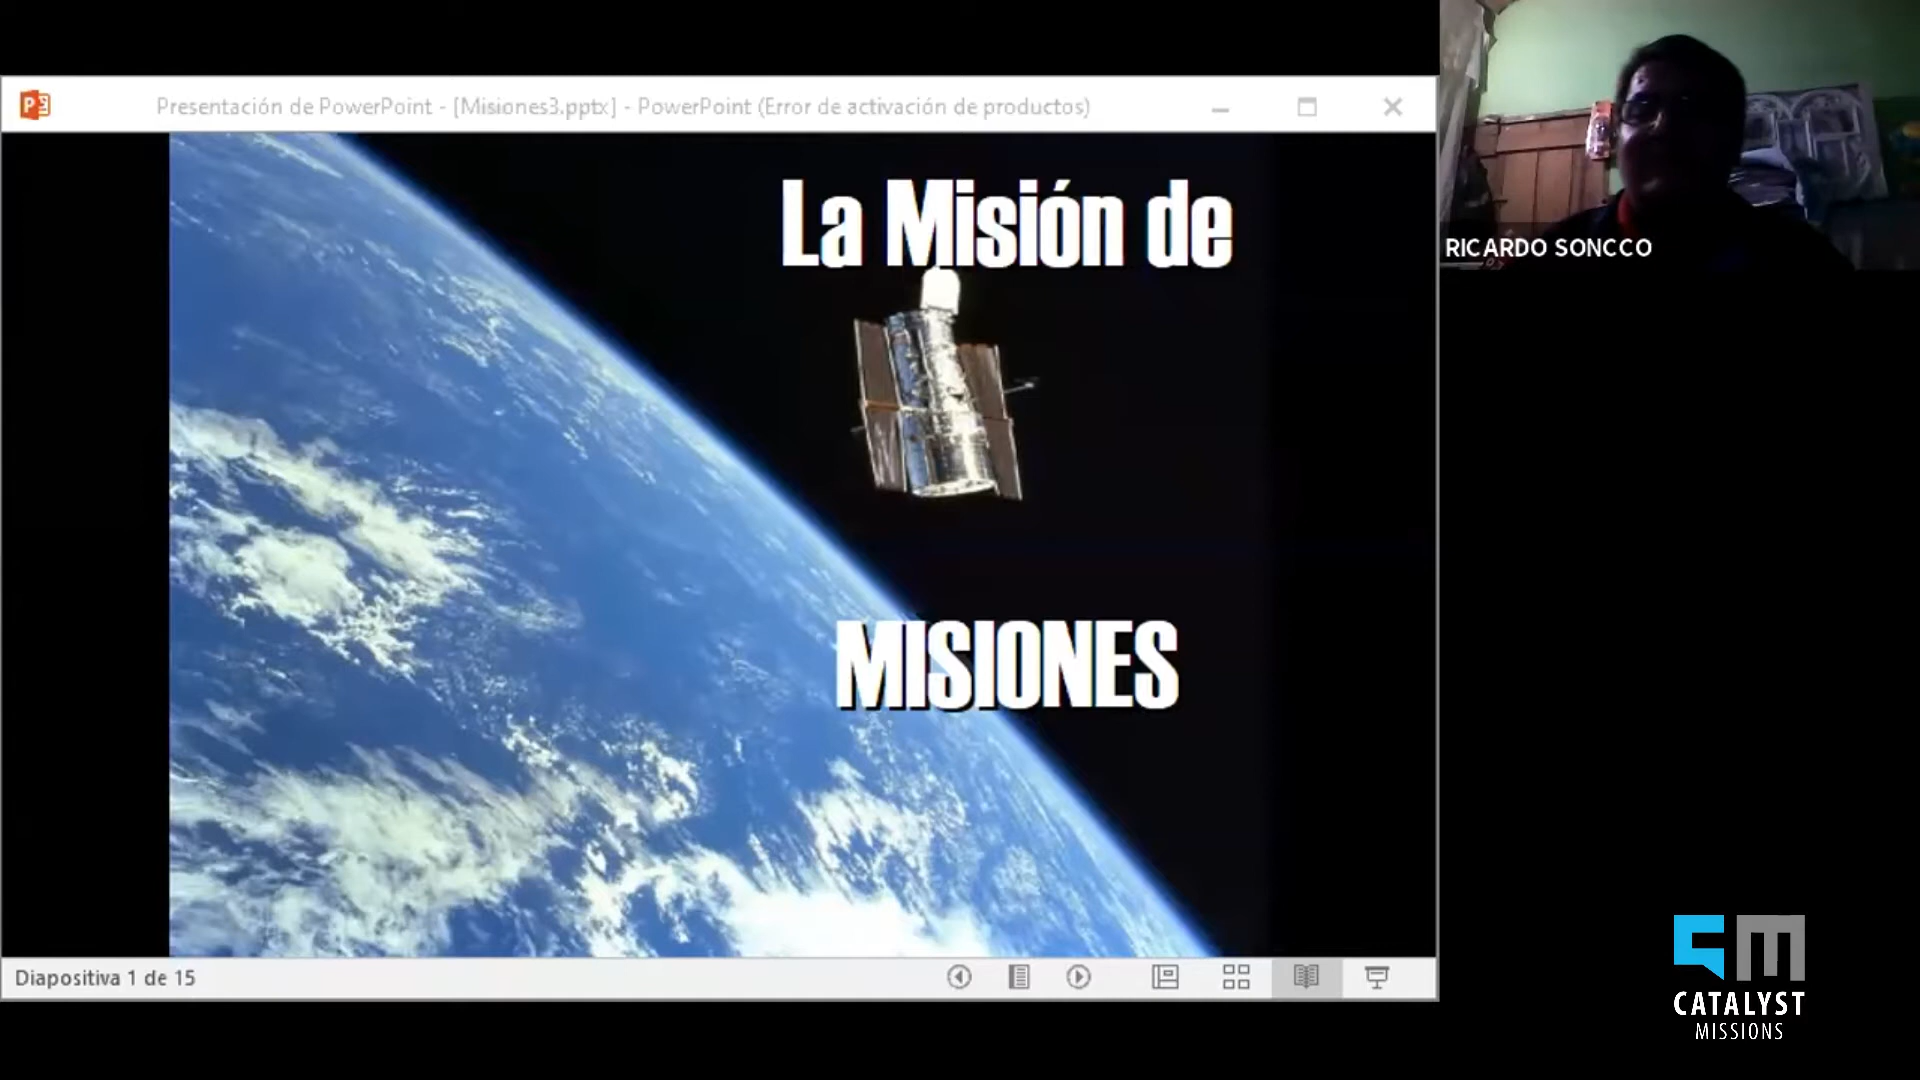 Presentación de PowerPoint - [Misiones3.pptx] - PowerPoint (Error de activación de productos)
La Misión de
MISIONES
RICARDO SONCCO
Diapositiva 1 de 15
CATALYST
MISSIONS